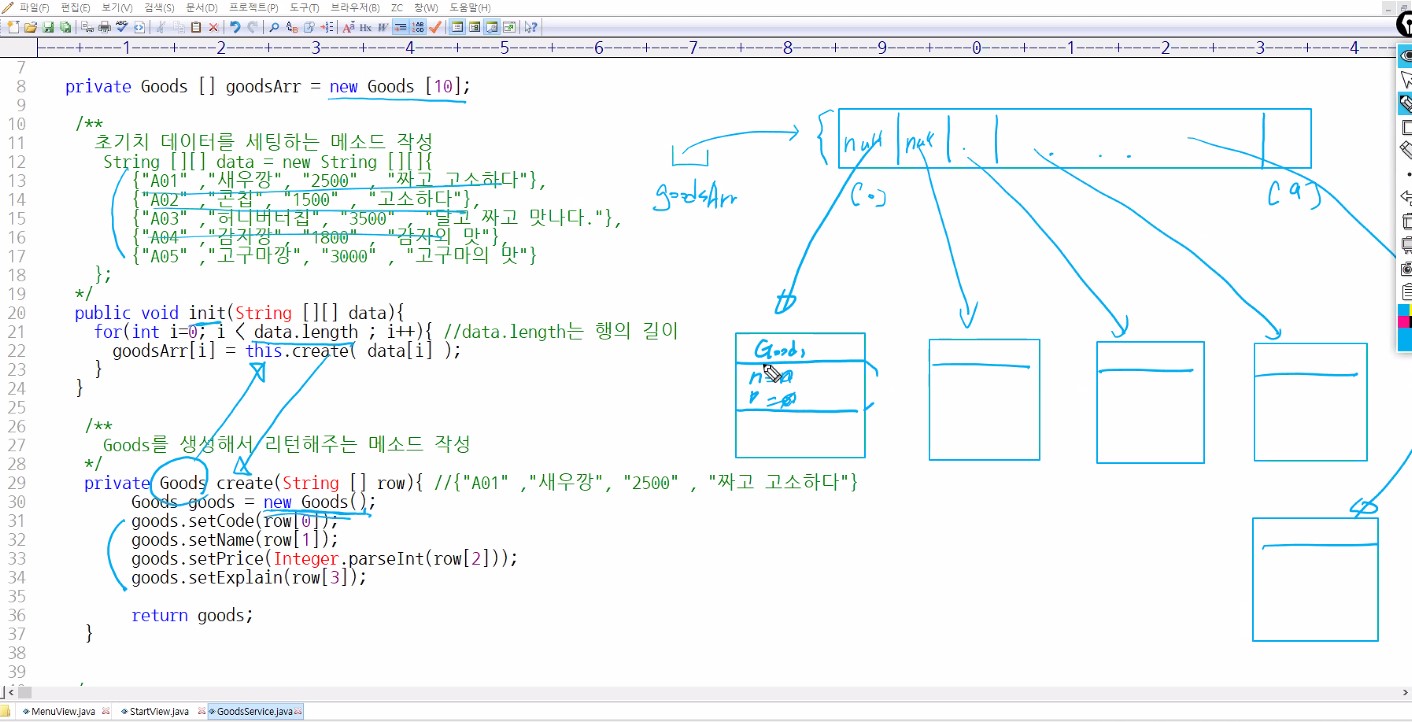 파일(F) 편집(E) 보기(V) 검색(S) 문서(D) 프로젝트(P) 도구(T) 브라우저(B) ZC 창(W) 도움말(H)
1 2 3 4 5 6 7 8 9 0 1 2 3 4
7
8 private Goods [] goodsArr = new Goods [10];
9
10 /**
11 초기치 데이터를 세팅하는 메소드 작성
12 String [][] data = new String [][]{
13 {"A01" ,"새우깡", "2500" , "짜고 고소하다"},
14 {"A02" ,"콘칩", "1500" , "고소하다"},
15 {"A03" ,"허니버터칩", "3500" , "달고 짜고 맛나다."},
16 {"A04" ,"감자깡", "1800" , "감자의 맛"},
17 {"A05" ,"고구마깡", "3000" , "고구마의 맛"}
18 };
19 */
20 public void init(String [][] data){
21 for(int i=0; i < data.length ; i++){ //data.length는 행의 길이
22 goodsArr[i] = this.create( data[i] );
23 }
24 }
25
26 /**
27 Goods를 생성해서 리턴해주는 메소드 작성
28 */
29 private Goods create(String [] row){ //{"A01" ,"새우깡", "2500" , "짜고 고소하다"}
30 Goods goods = new Goods();
31 goods.setCode(row[0]);
32 goods.setName(row[1]);
33 goods.setPrice(Integer.parseInt(row[2]));
34 goods.setExplain(row[3]);
35
36 return goods;
37 }
38
39
null null
goodsArr [0] [9]
Goods
MenuView.java StartView.java GoodsService.java